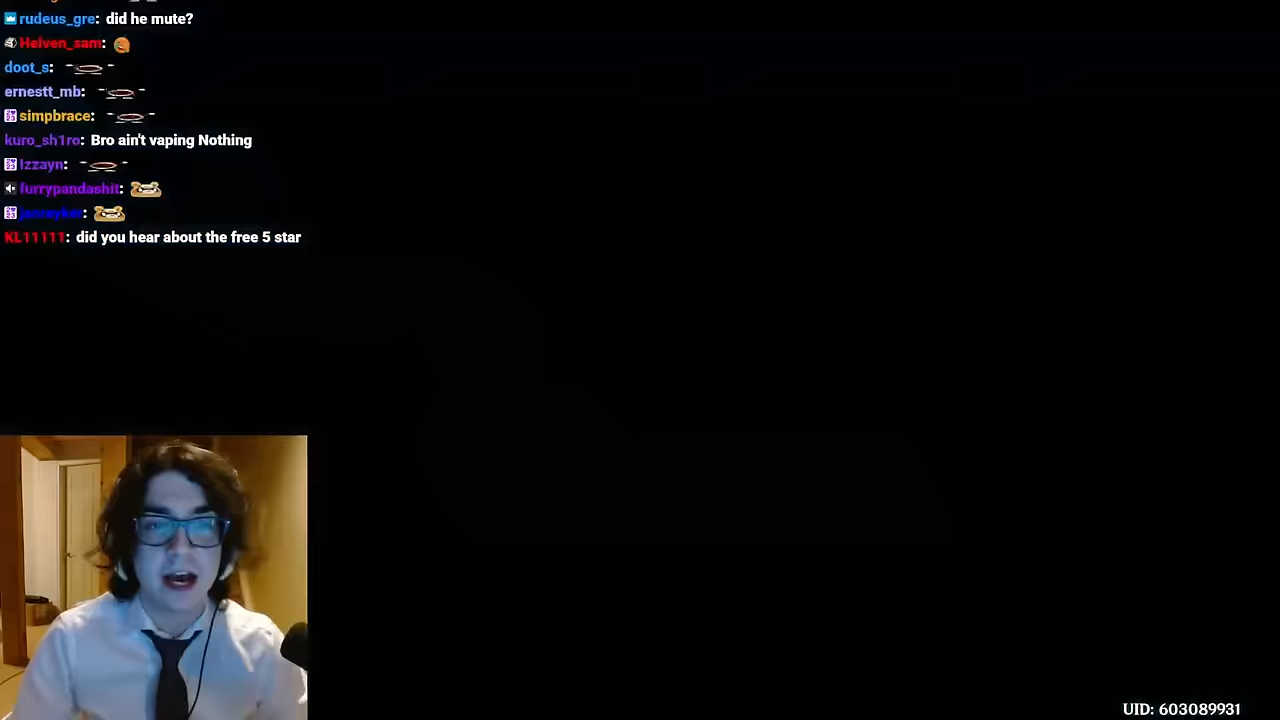 rudeus_gre: did he mute?
Helven_sam:
doot_s:
ernestt_mb:
simpbrace:
kuro_sh1ro: Bro ain't vaping Nothing
Izzayn:
furrypandashit:
KL11111: did you hear about the free 5 star
UID: 603089931